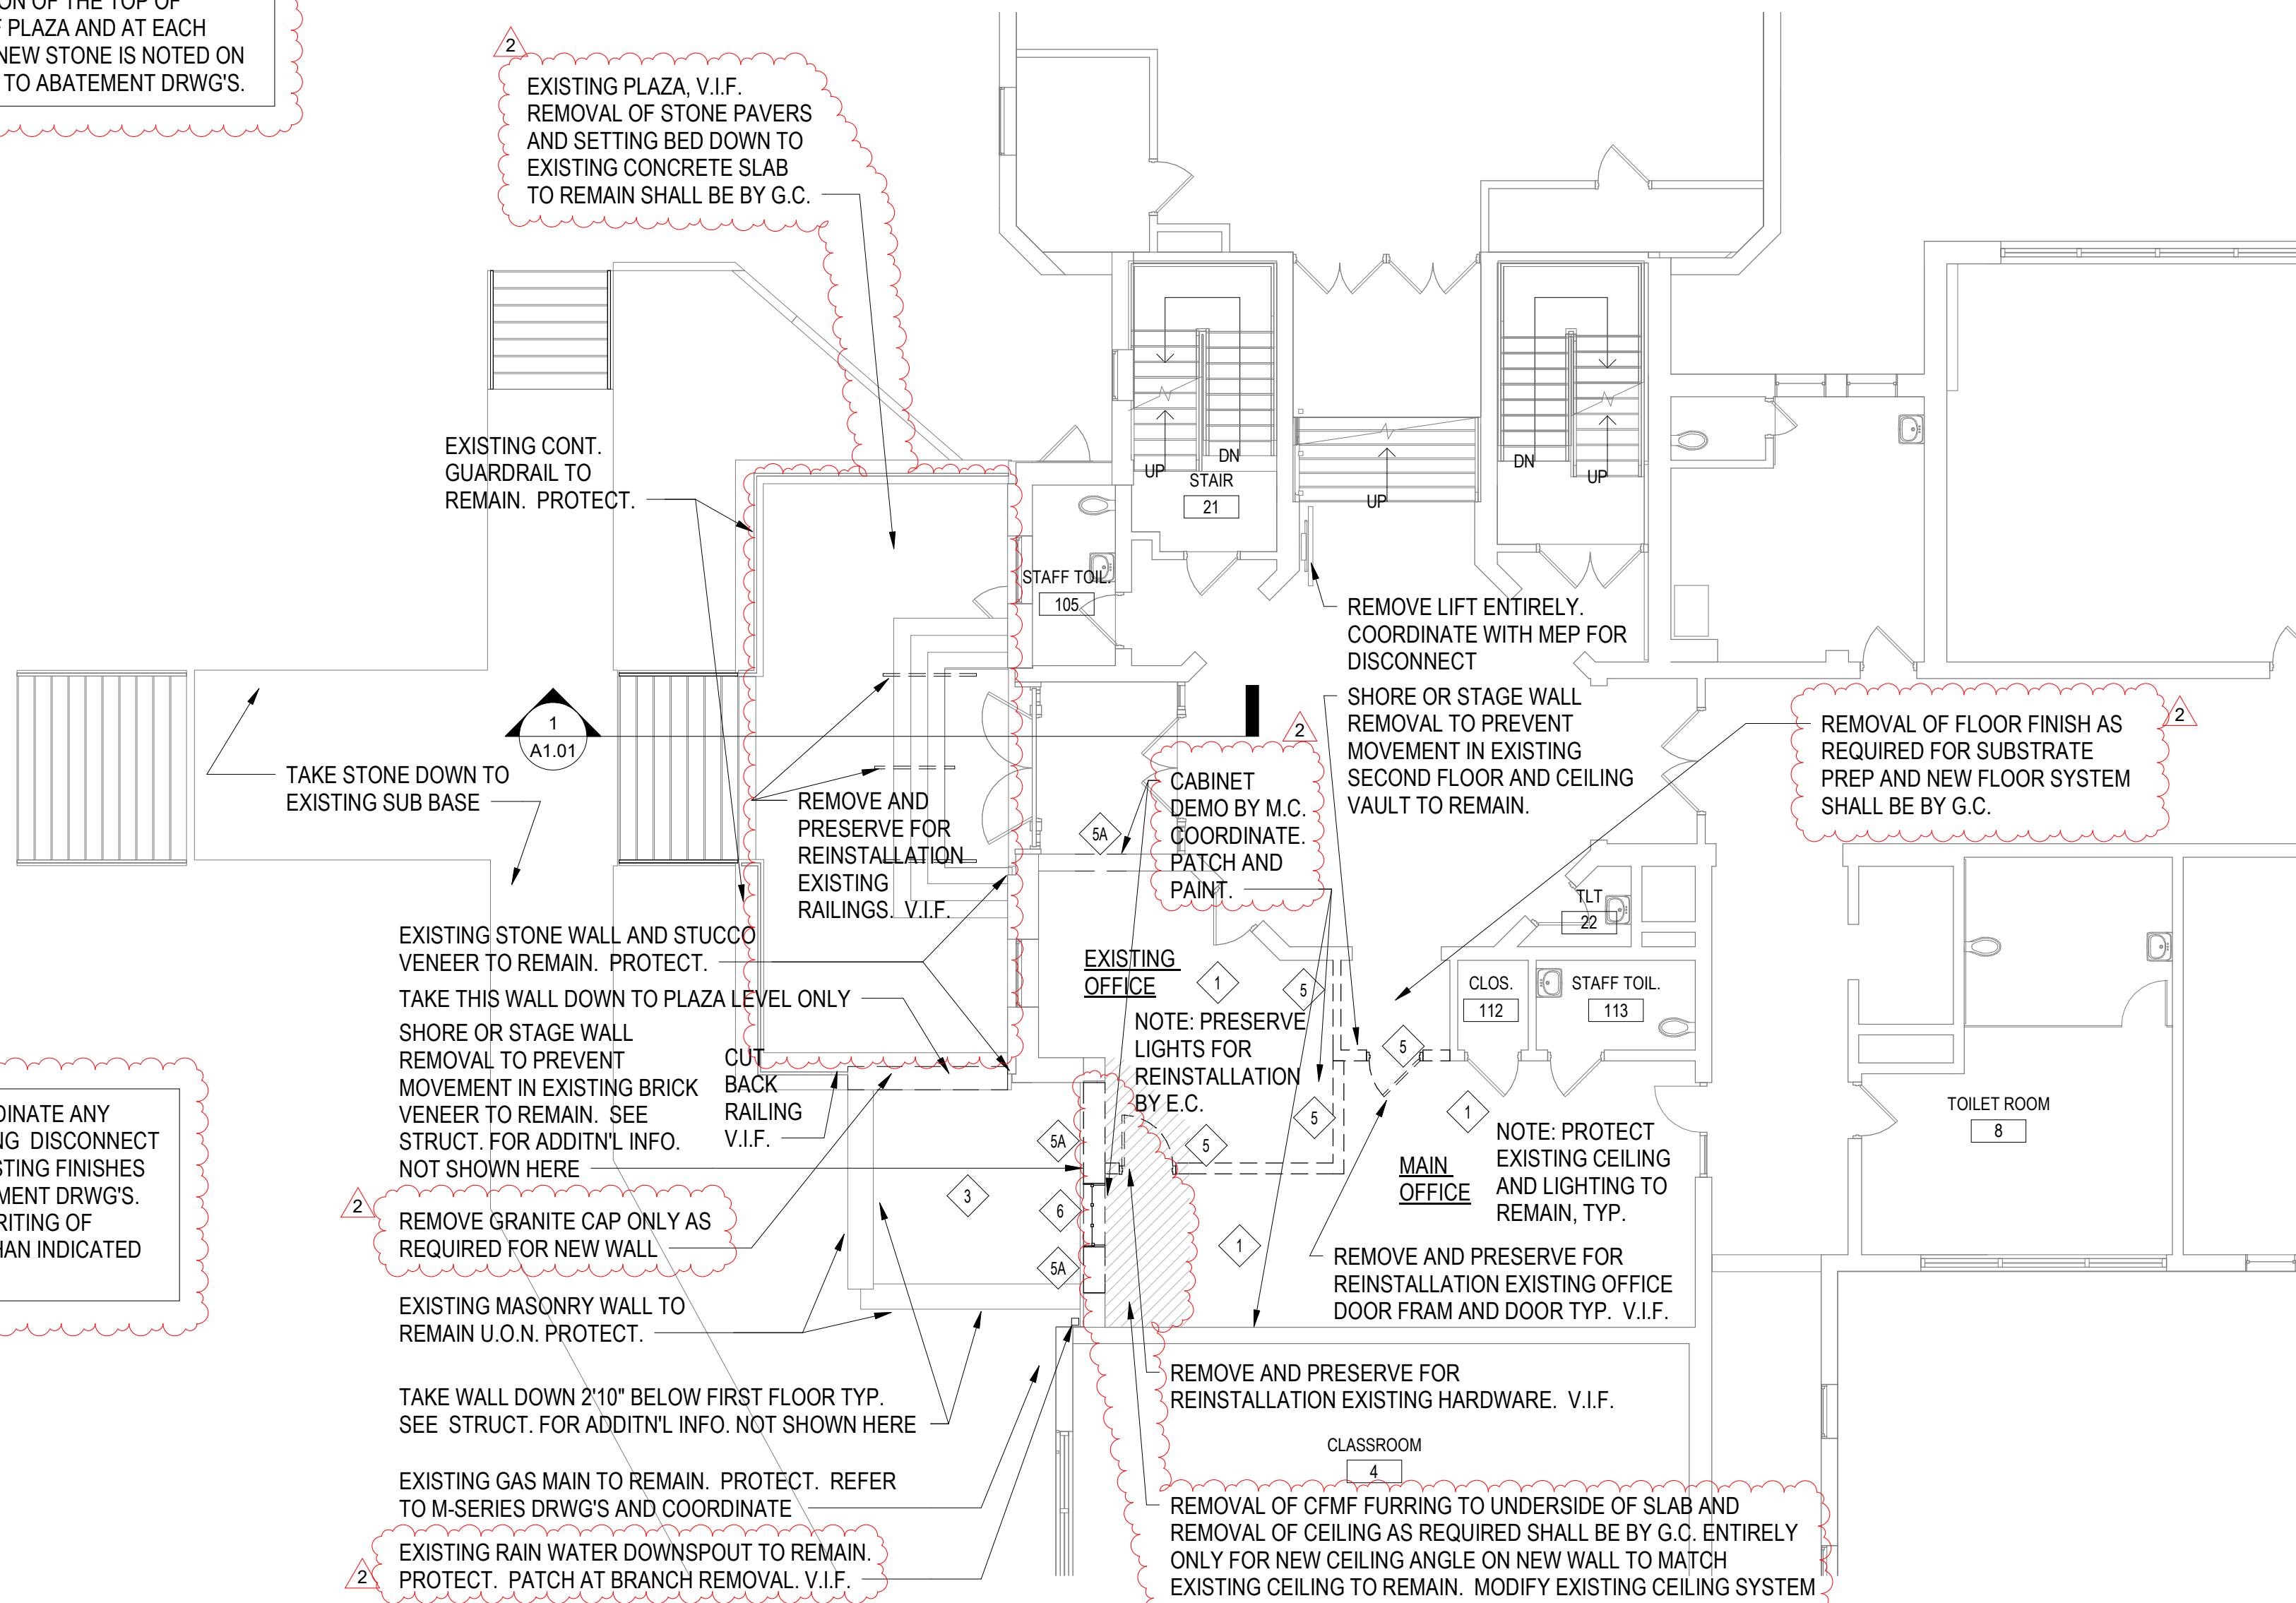 ON OF THE TOP OF
F PLAZA AND AT EACH
NEW STONE IS NOTED ON
TO ABATEMENT DRWG'S.
2
EXISTING PLAZA, V.I.F.
REMOVAL OF STONE PAVERS
AND SETTING BED DOWN TO
EXISTING CONCRETE SLAB
TO REMAIN SHALL BE BY G.C.
EXISTING CONT.
GUARDRAIL TO
REMAIN.  PROTECT.
UP
DN
STAIR
21
UP
DN
UP
STAFF TOIL.
105
REMOVE LIFT ENTIRELY.
COORDINATE WITH MEP FOR
DISCONNECT
SHORE OR STAGE WALL
REMOVAL TO PREVENT
MOVEMENT IN EXISTING
SECOND FLOOR AND CEILING
VAULT TO REMAIN.
2
REMOVAL OF FLOOR FINISH AS
REQUIRED FOR SUBSTRATE
PREP AND NEW FLOOR SYSTEM
SHALL BE BY G.C.
1
A1.01
TAKE STONE DOWN TO
EXISTING SUB BASE
REMOVE AND
PRESERVE FOR
REINSTALLATION
EXISTING
RAILINGS.  V.I.F.
2
CABINET
DEMO BY M.C.
COORDINATE.
PATCH AND
PAINT.
5A
TLT
22
EXISTING STONE WALL AND STUCCO
VENEER TO REMAIN.  PROTECT.
TAKE THIS WALL DOWN TO PLAZA LEVEL ONLY
EXISTING
OFFICE
1
5
CLOS.
112
STAFF TOIL.
113
NOTE: PRESERVE
LIGHTS FOR
REINSTALLATION
BY E.C.
5
5
5
1
SHORE OR STAGE WALL
REMOVAL TO PREVENT
MOVEMENT IN EXISTING BRICK
VENEER TO REMAIN.  SEE
STRUCT. FOR ADDITN'L INFO.
NOT SHOWN HERE
CUT
BACK
RAILING
V.I.F.
5A
3
6
5A
1
MAIN
OFFICE
NOTE: PROTECT
EXISTING CEILING
AND LIGHTING TO
REMAIN, TYP.
TOILET ROOM
8
DINATE ANY
NG  DISCONNECT
STING FINISHES
MENT DRWG'S.
RITING OF
HAN INDICATED
2
REMOVE GRANITE CAP ONLY AS
REQUIRED FOR NEW WALL
REMOVE AND PRESERVE FOR
REINSTALLATION EXISTING OFFICE
DOOR FRAM AND DOOR TYP.  V.I.F.
EXISTING MASONRY WALL TO
REMAIN U.O.N. PROTECT.
TAKE WALL DOWN 2'10" BELOW FIRST FLOOR TYP.
SEE  STRUCT. FOR ADDITN'L INFO. NOT SHOWN HERE
REMOVE AND PRESERVE FOR
REINSTALLATION EXISTING HARDWARE.  V.I.F.
CLASSROOM
4
EXISTING GAS MAIN TO REMAIN.  PROTECT.  REFER
TO M-SERIES DRWG'S AND COORDINATE
2
EXISTING RAIN WATER DOWNSPOUT TO REMAIN.
PROTECT.  PATCH AT BRANCH REMOVAL. V.I.F.
REMOVAL OF CFMF FURRING TO UNDERSIDE OF SLAB AND
REMOVAL OF CEILING AS REQUIRED SHALL BE BY G.C. ENTIRELY
ONLY FOR NEW CEILING ANGLE ON NEW WALL TO MATCH
EXISTING CEILING TO REMAIN.  MODIFY EXISTING CEILING SYSTEM